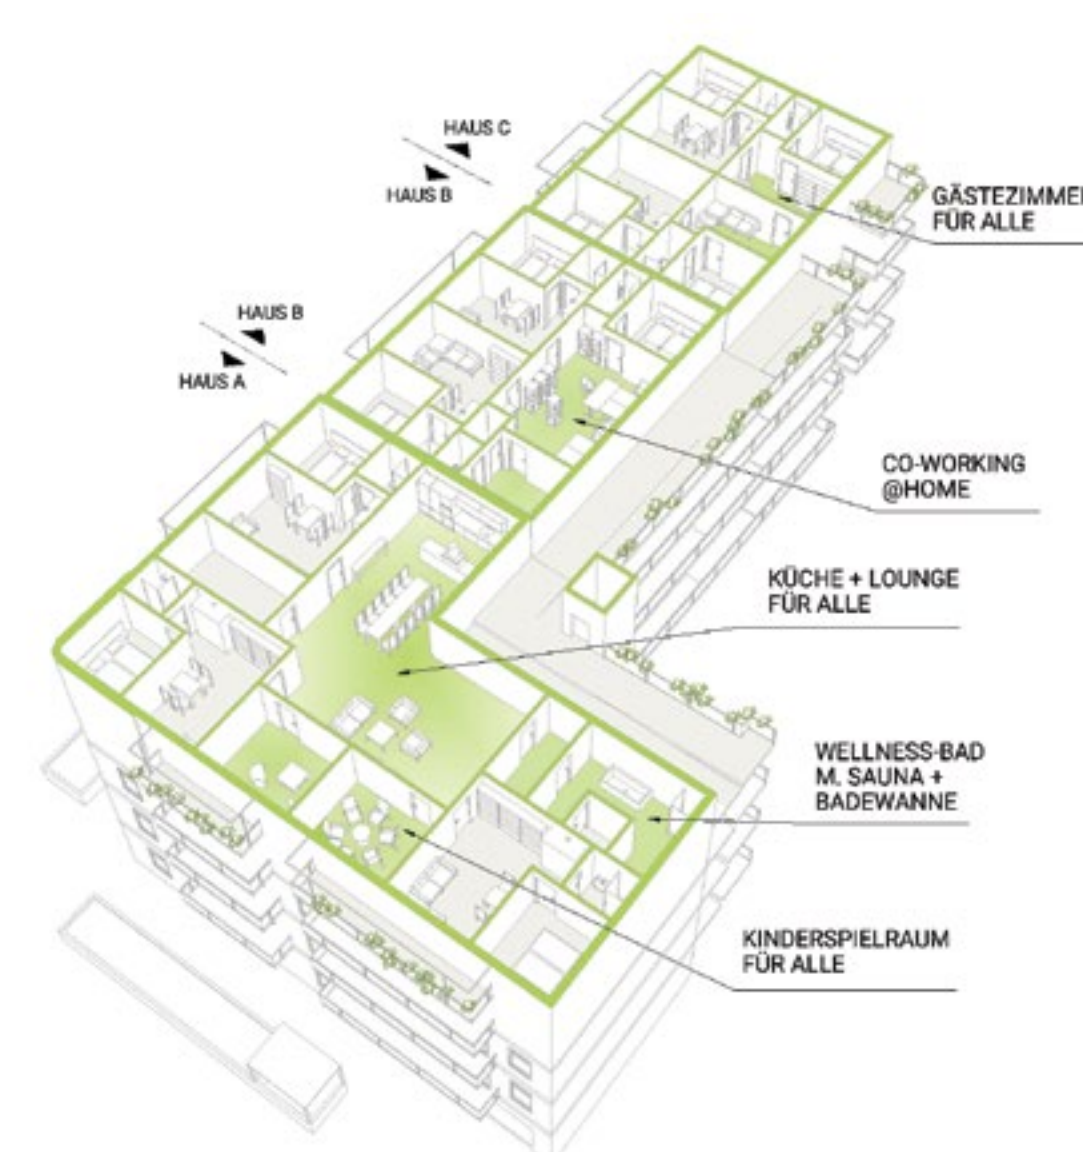 HAUS C
HAUS B
GÄSTEZIMMER
FÜR ALLE
HAUS B
HAUS A
CO-WORKING
@HOME
KÜCHE + LOUNGE
FÜR ALLE
WELLNESS-BAD
M. SAUNA +
BADEWANNE
KINDERSPIELRAUM
FÜR ALLE